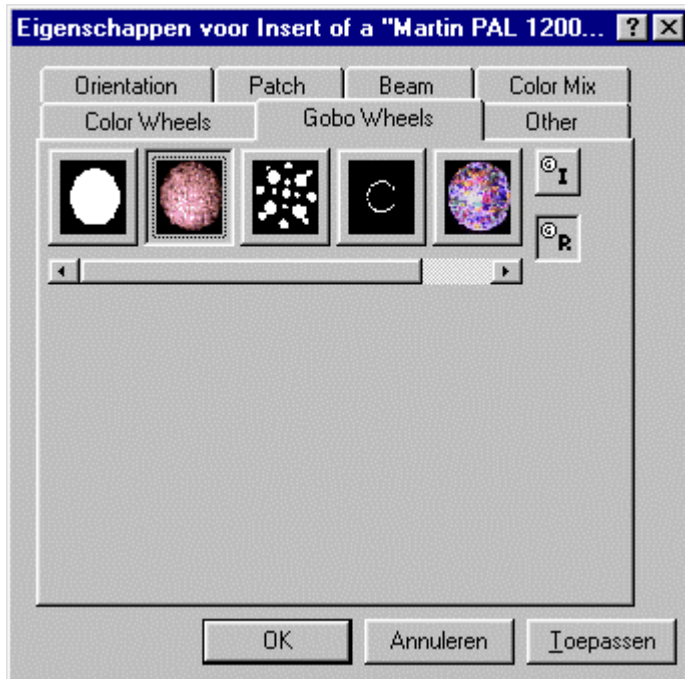 Eigenschappen voor Insert of a "Martin PAL 1200...
Orientation Patch Beam Color Mix
Color Wheels Gobo Wheels Other
G I
G R
OK Annuleren Toepassen